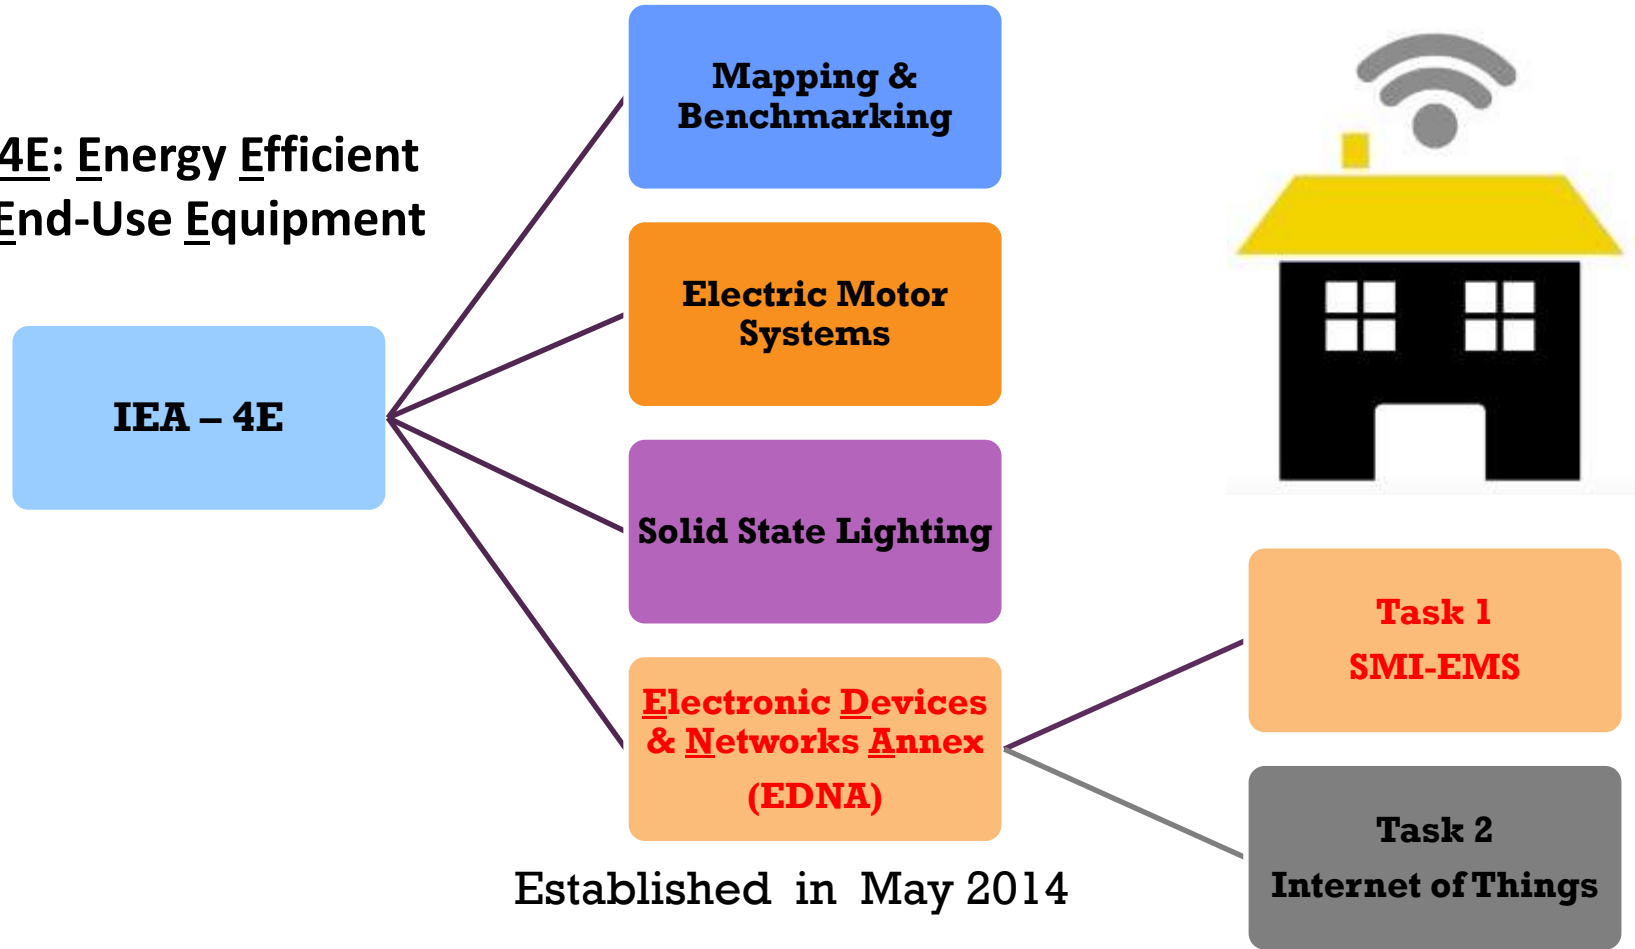 4E: Energy Efficient
End-Use Equipment
IEA – 4E
Mapping &
Benchmarking
Electric Motor
Systems
Solid State Lighting
Electronic Devices
& Networks Annex
(EDNA)
Established in May 2014
Task 1
SMI-EMS
Task 2
Internet of Things